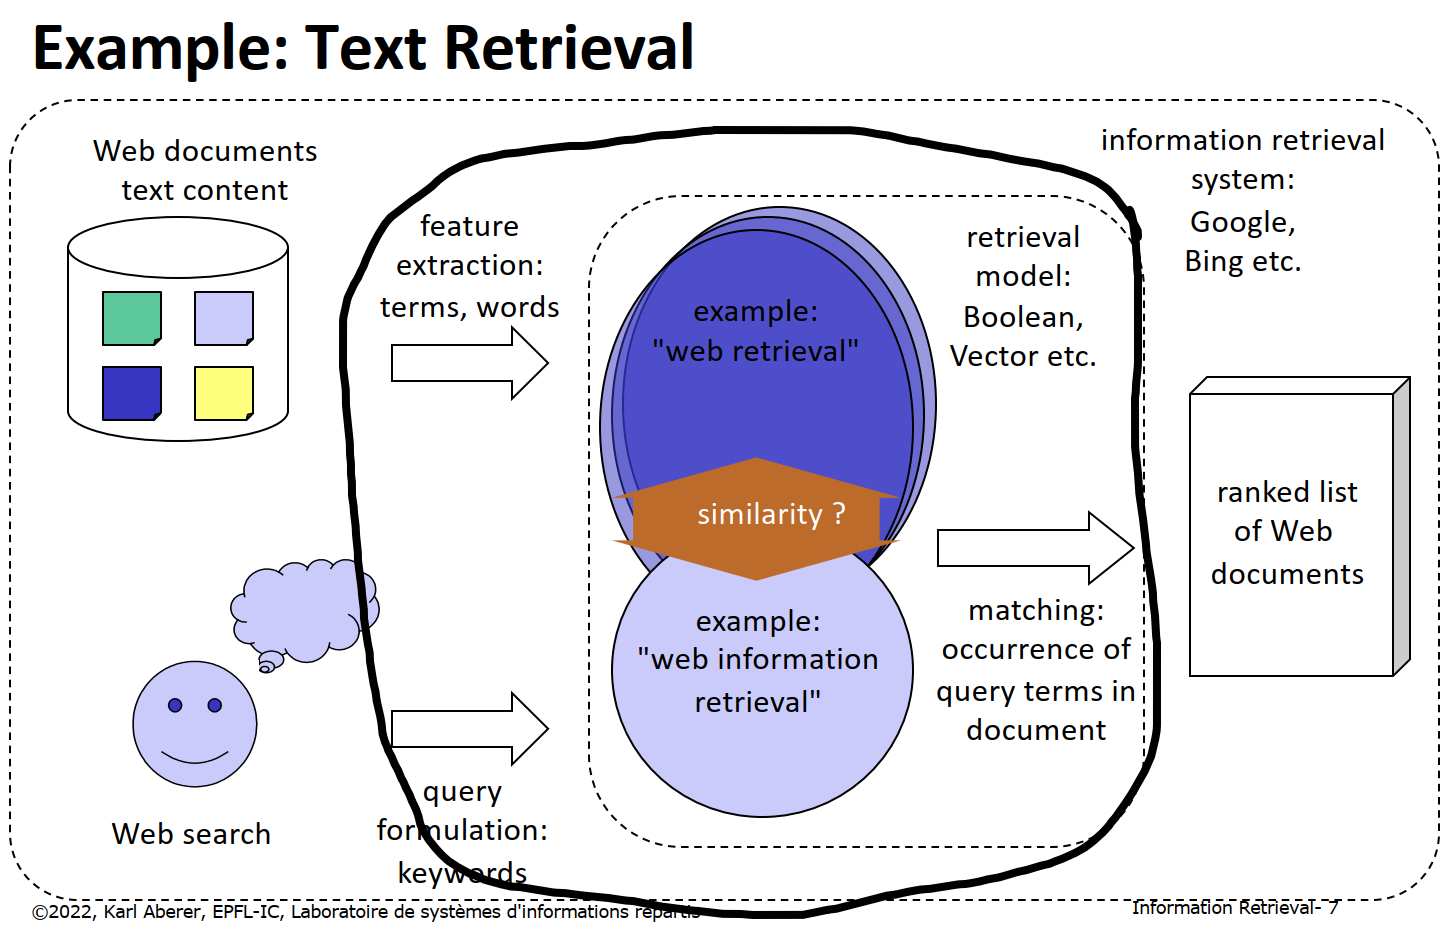 Example: Text Retrieval
Web documents
text content
feature
extraction:
terms, words
example:
"web retrieval"
retrieval
model:
Boolean,
Vector etc.
information retrieval
system:
Google,
Bing etc.
similarity ?
ranked list
of Web
documents
example:
"web information
retrieval"
matching:
occurrence of
query terms in
document
Web search
query
formulation:
keywords
©2022, Karl Aberer, EPFL-IC, Laboratoire de systèmes d'informations répartis
Information Retrieval- 7